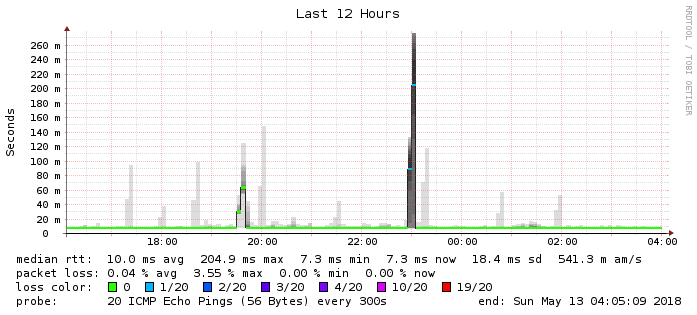 Last 12 Hours
RRDTOOL / TOBI OETIKER
Seconds
260 m
240 m
220 m
200 m
180 m
160 m
140 m
120 m
100 m
80 m
60 m
40 m
20 m
0
18:00 20:00 22:00 00:00 02:00 04:00
median rtt: 10.0 ms avg 204.9 ms max 7.3 ms min 7.3 ms now 18.4 ms sd 541.3 m am/s
packet loss: 0.04 % avg 3.55 % max 0.00 % min 0.00 % now
loss color: 0 1/20 2/20 3/20 4/20 10/20 19/20
probe: 20 ICMP Echo Pings (56 Bytes) every 300s end: Sun May 13 04:05:09 2018